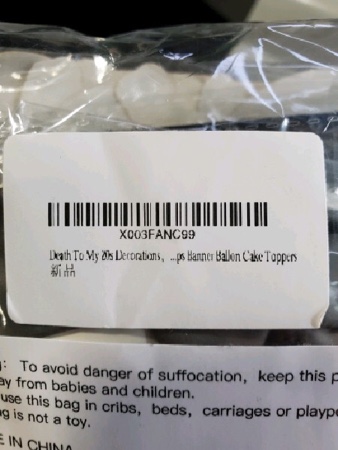 X003FANC99
Death To My 20s Decorations, ...ps Banner Ballon Cake Toppers
新品
: To avoid danger of suffocation, keep this p
ay from babies and children.
use this bag in cribs, beds, carriages or plaype
ag is not a toy.
E IN CHINA